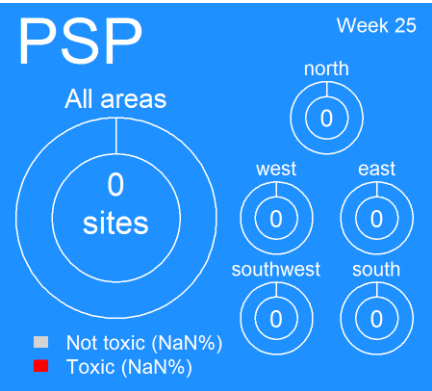 PSP
Week 25
All areas
0
sites
north
0
west
0
east
0
southwest
0
south
0
Not toxic (NaN%)
Toxic (NaN%)